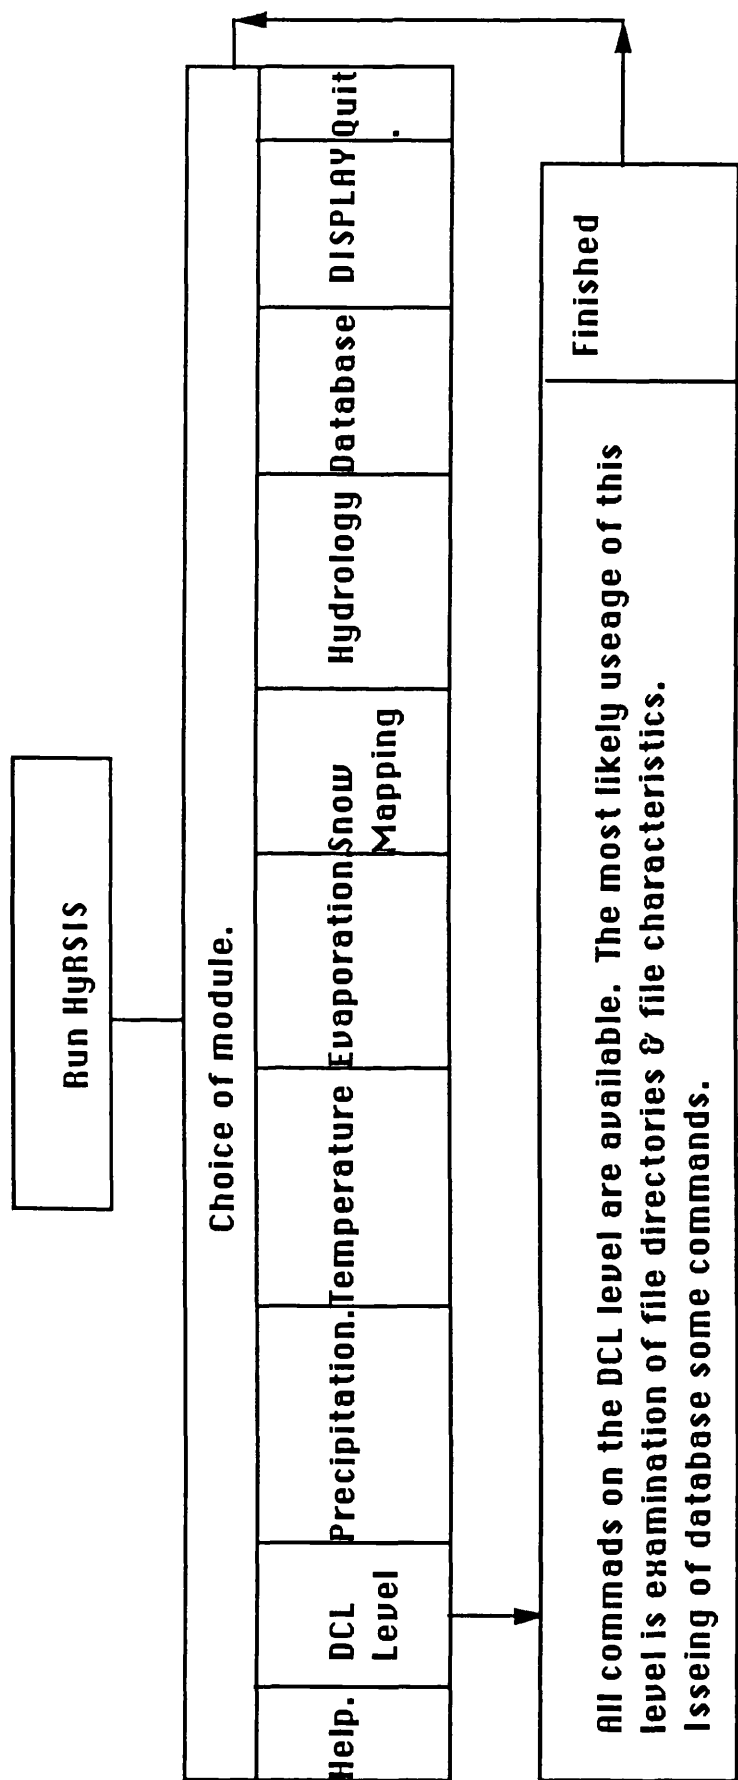 Run HyRSIS
Choice of module.
Help.
DCL
Level
Precipitation.
Temperature
Evaporation
Snow
Mapping
Hydrology
Database
DISPLAY
Quit
.
All commads on the DCL level are available. The most likely useage of this
level is examination of file directories & file characteristics.
Isseing of database some commands.
Finished